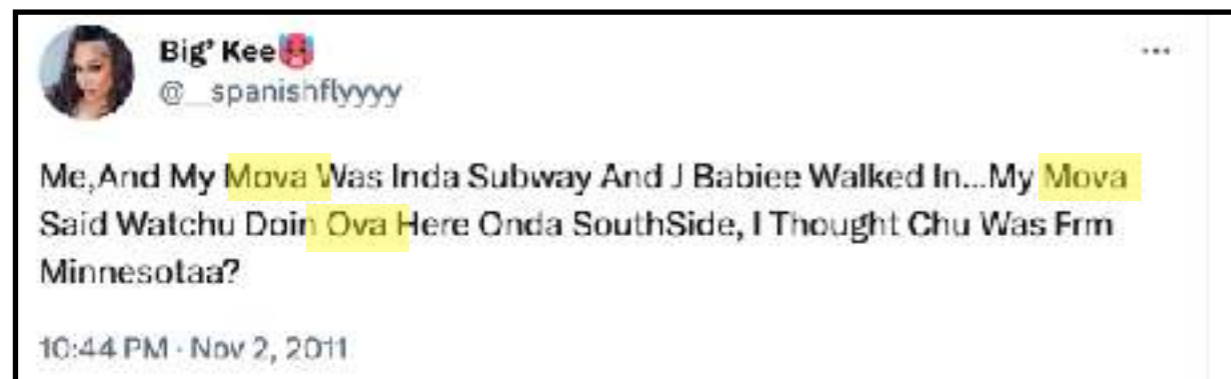 Big' Kee🥵
@__spanishflyyyy
...
Me,And My Mova Was Inda Subway And J Babiee Walked In...My Mova
Said Watchu Doin Ova Here Onda SouthSide, I Thought Chu Was Frm
Minnesotaa?
10:44 PM · Nov 2, 2011